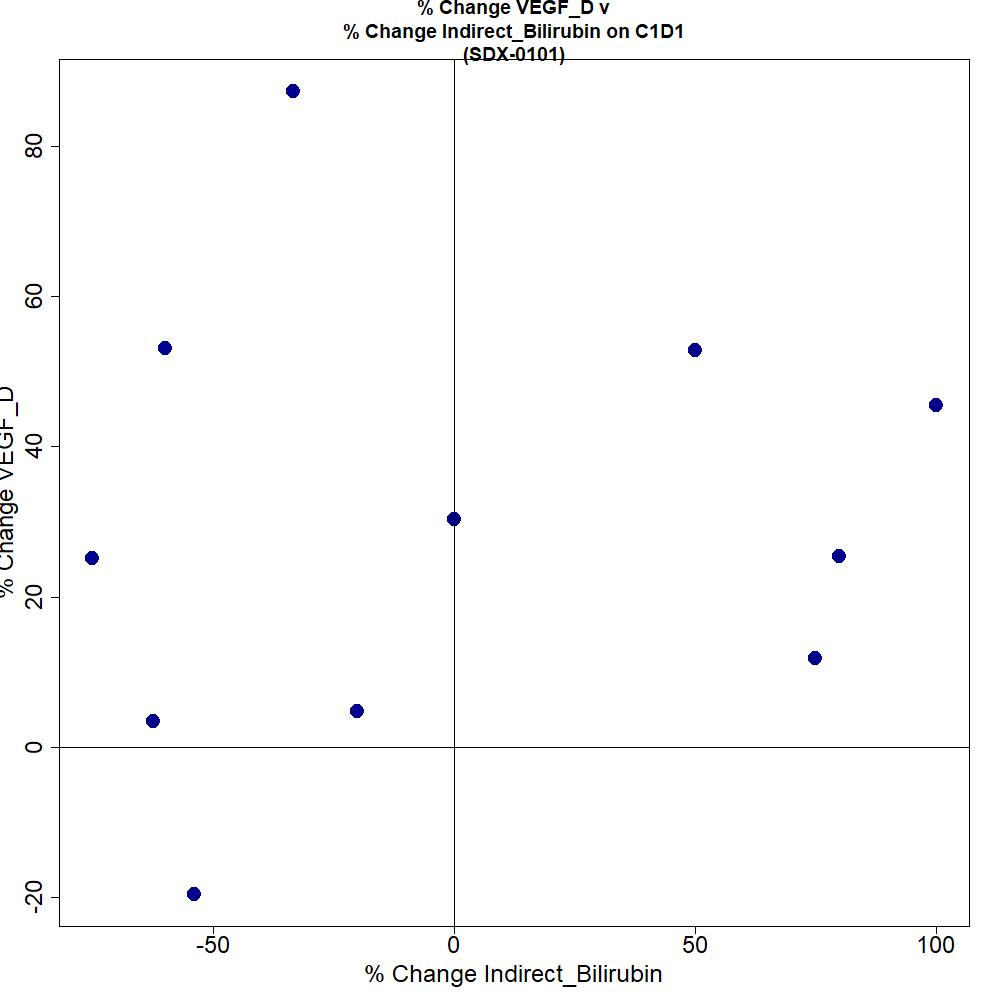 % Change VEGF_D v
% Change Indirect_Bilirubin on C1D1
(SDX-0101)
% Change VEGF_D
80
60
40
20
0
-20
-50
0
50
100
% Change Indirect_Bilirubin